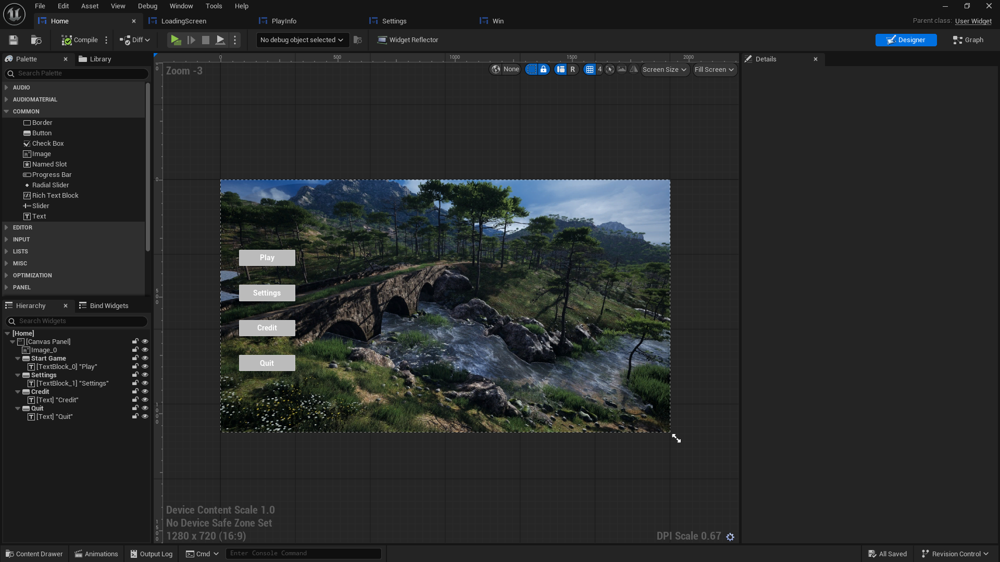 File Edit Asset View Debug Window Tools Help
Home LoadingScreen PlayInfo Settings Win
Parent class: User Widget
Compile Diff No debug object selected Widget Reflector Designer Graph
Palette Library Details
Search Palette
AUDIO
AUDIOMATERIAL
COMMON
Border
Button
Check Box
Image
Named Slot
Progress Bar
Radial Slider
Rich Text Block
Slider
Text
EDITOR
INPUT
LISTS
MISC
OPTIMIZATION
PANEL
Hierarchy Bind Widgets
Search Widgets
[Home]
[Canvas Panel]
Image_0
Start Game
[TextBlock_0] "Play"
Settings
[TextBlock_1] "Settings"
Credit
[Text] "Credit"
Quit
[Text] "Quit"
0 500 1000 1500 2000
0
0
500
1000
1500
Zoom -3
None R 4 Screen Size Fill Screen
Play
Settings
Credit
Quit
Device Content Scale 1.0
No Device Safe Zone Set
1280 x 720 (16:9)
DPI Scale 0.67
Content Drawer Animations Output Log Cmd Enter Console Command All Saved Revision Control